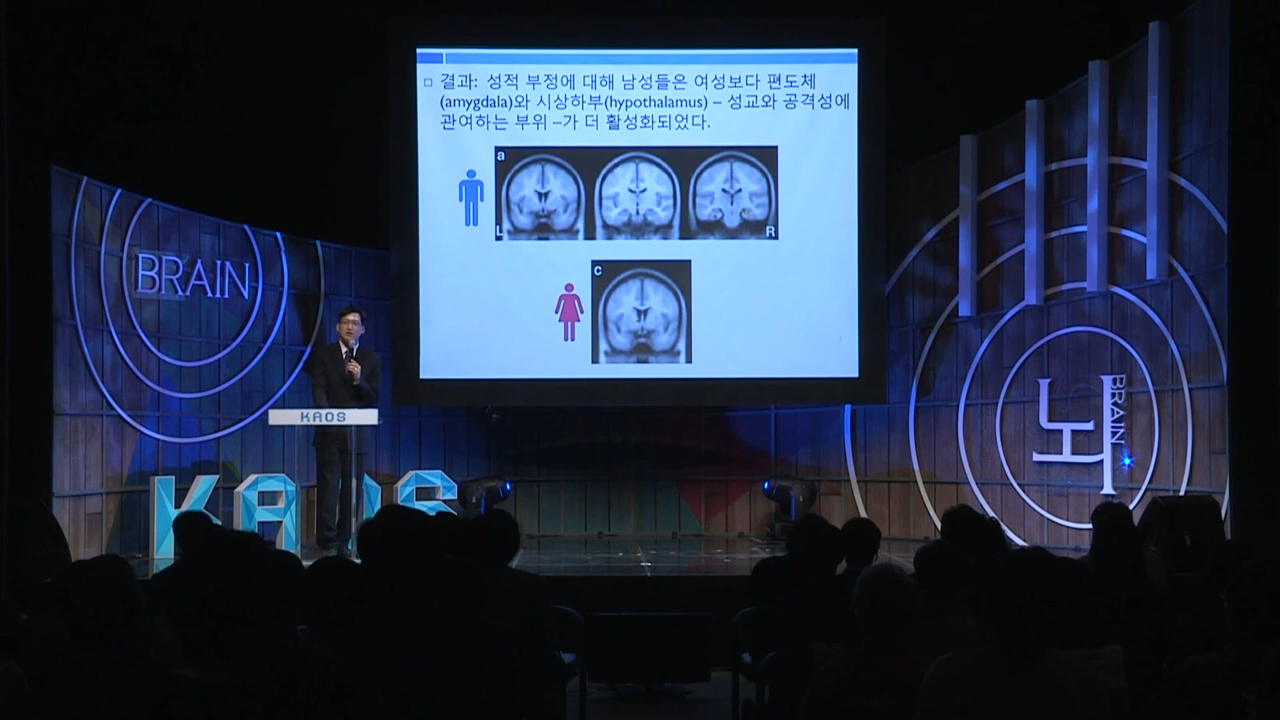 □ 결과: 성적 부정에 대해 남성들은 여성보다 편도체
(amygdala)와 시상하부(hypothalamus) – 성교와 공격성에
관여하는 부위 –가 더 활성화되었다.
a
L
R
c
BRAIN
KAOS
KAOS
뇌
BRAIN